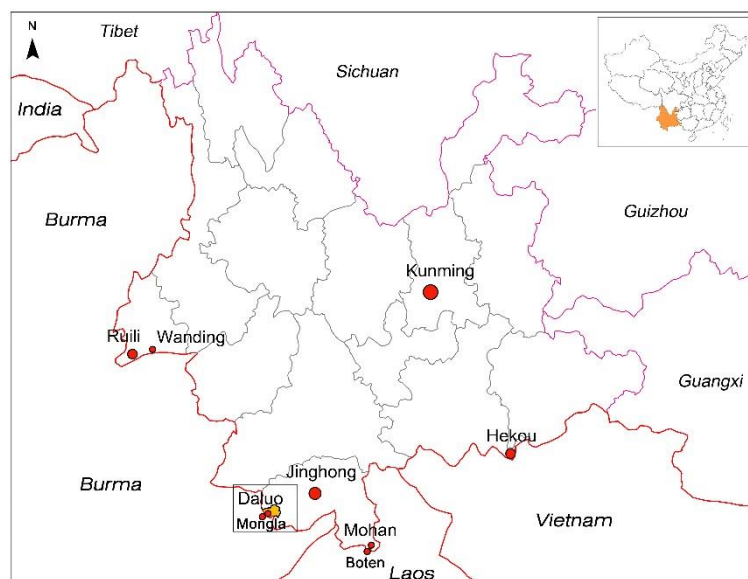 N
Tibet
Sichuan
India
Burma
Guizhou
Kunming
Ruili Wanding
Guangxi
Hekou
Burma
Jinghong
Daluo
Mongla
Vietnam
Mohan
Boten
Laos